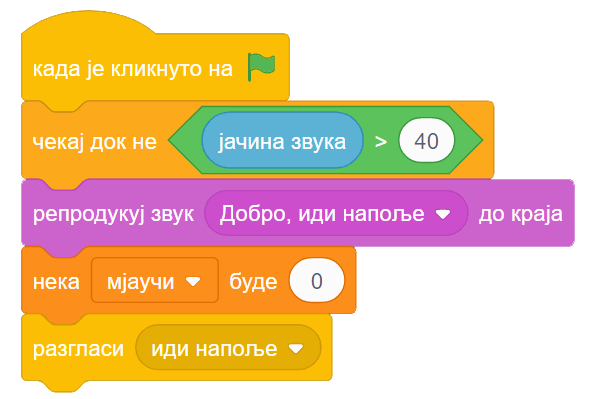 када је кликнуто на
чекај док не јачина звука > 40
репродукуј звук Добро, иди напоље до краја
нека мјаучи буде 0
разгласи иди напоље